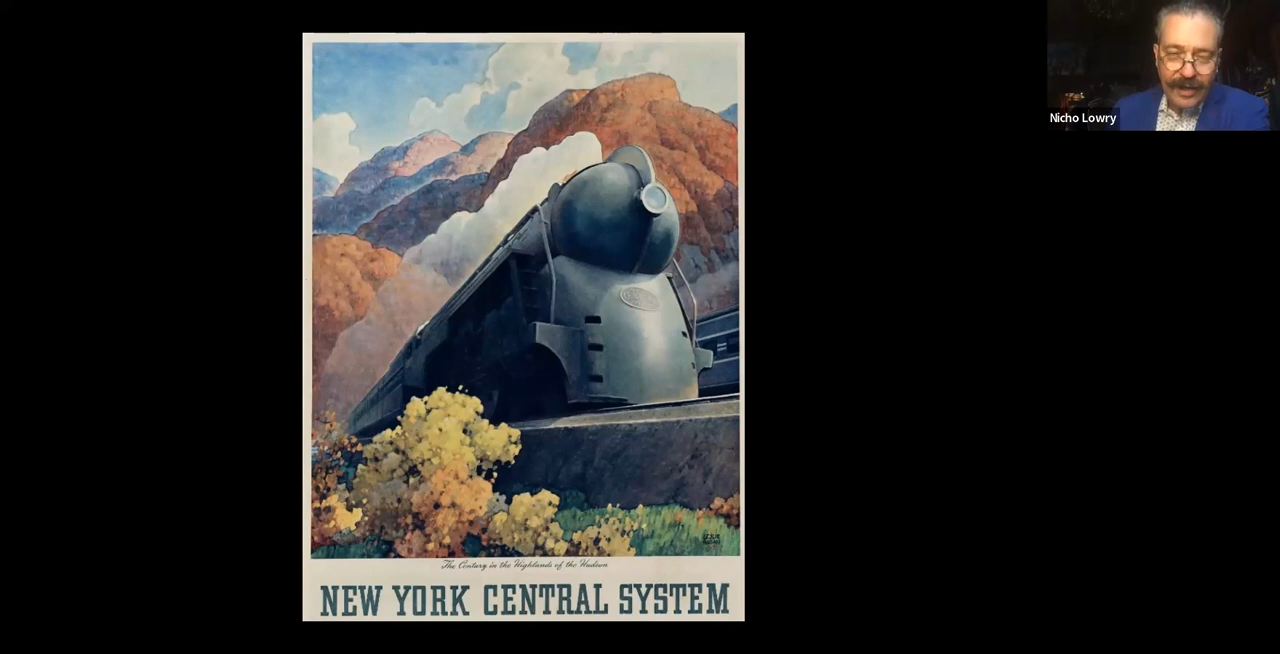 Nicho Lowry
The Century in the Highlands of the Hudson
NEW YORK CENTRAL SYSTEM